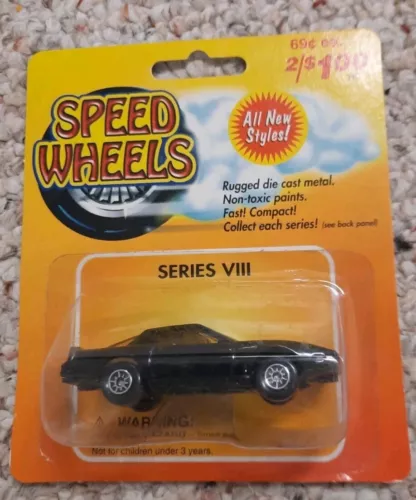 69¢ ea.
2/$1.00
SPEED
WHEELS
All New
Styles!
Rugged die cast metal.
Non-toxic paints.
Fast! Compact!
Collect each series! (see back panel)
SERIES VIII
WARNING!
Not for children under 3 years.